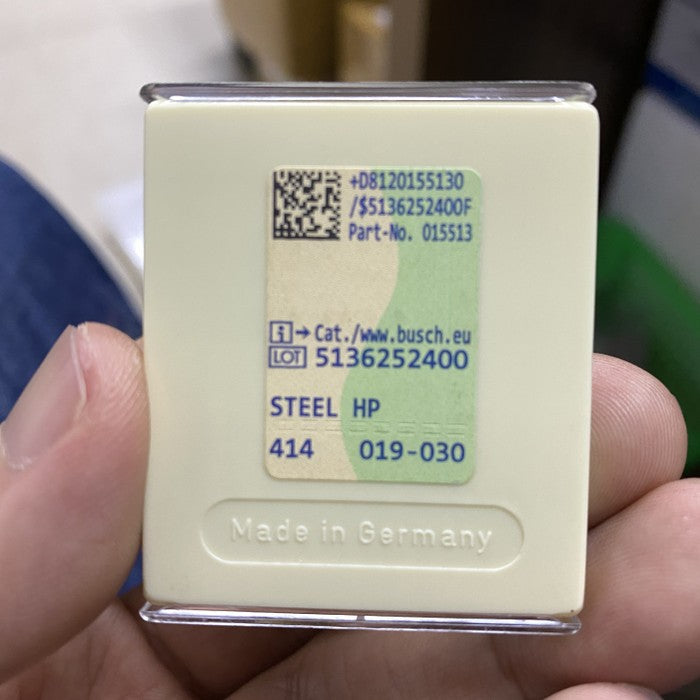 +D8120155130
/$5136252400F
Part-No. 015513
i→Cat./www.busch.eu
LOT 5136252400
STEEL HP
414 019-030
Made in Germany